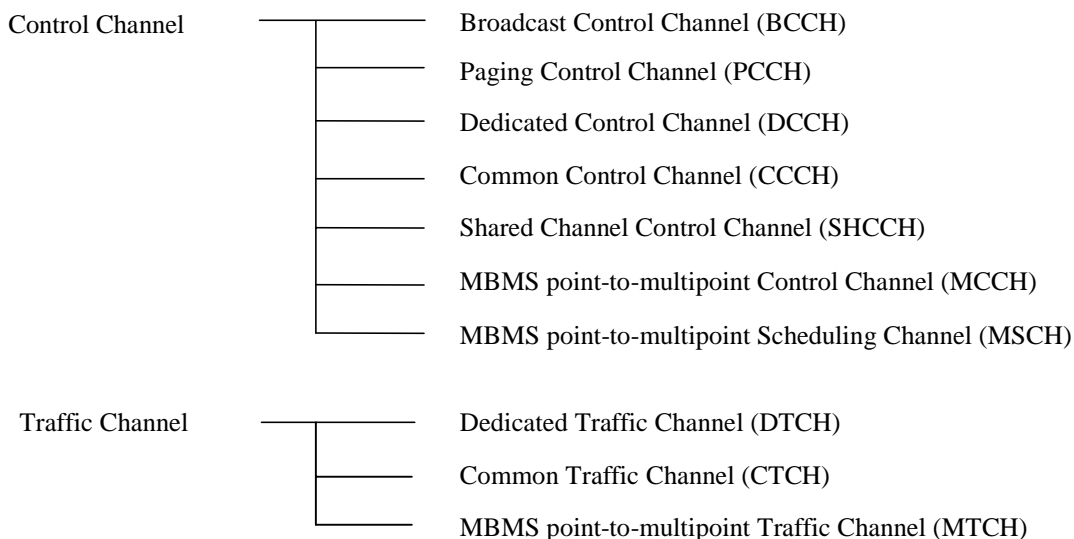 Control Channel
Broadcast Control Channel (BCCH)
Paging Control Channel (PCCH)
Dedicated Control Channel (DCCH)
Common Control Channel (CCCH)
Shared Channel Control Channel (SHCCH)
MBMS point-to-multipoint Control Channel (MCCH)
MBMS point-to-multipoint Scheduling Channel (MSCH)
Traffic Channel
Dedicated Traffic Channel (DTCH)
Common Traffic Channel (CTCH)
MBMS point-to-multipoint Traffic Channel (MTCH)